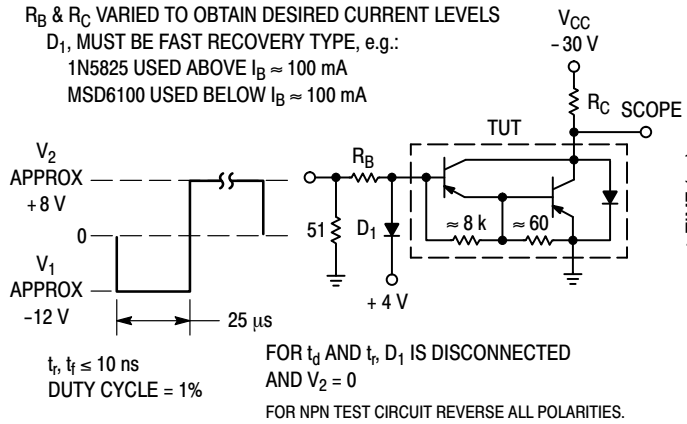 R_B & R_C VARIED TO OBTAIN DESIRED CURRENT LEVELS
D_1, MUST BE FAST RECOVERY TYPE, e.g.:
1N5825 USED ABOVE I_B ≈ 100 mA
MSD6100 USED BELOW I_B ≈ 100 mA
V_CC
- 30 V
R_C
SCOPE
TUT
R_B
V_2
APPROX
+ 8 V
0
V_1
APPROX
-12 V
25 μs
51
D_1
≈ 8 k
≈ 60
+ 4 V
t_r, t_f ≤ 10 ns
DUTY CYCLE = 1%
FOR t_d AND t_r, D_1 IS DISCONNECTED
AND V_2 = 0
FOR NPN TEST CIRCUIT REVERSE ALL POLARITIES.